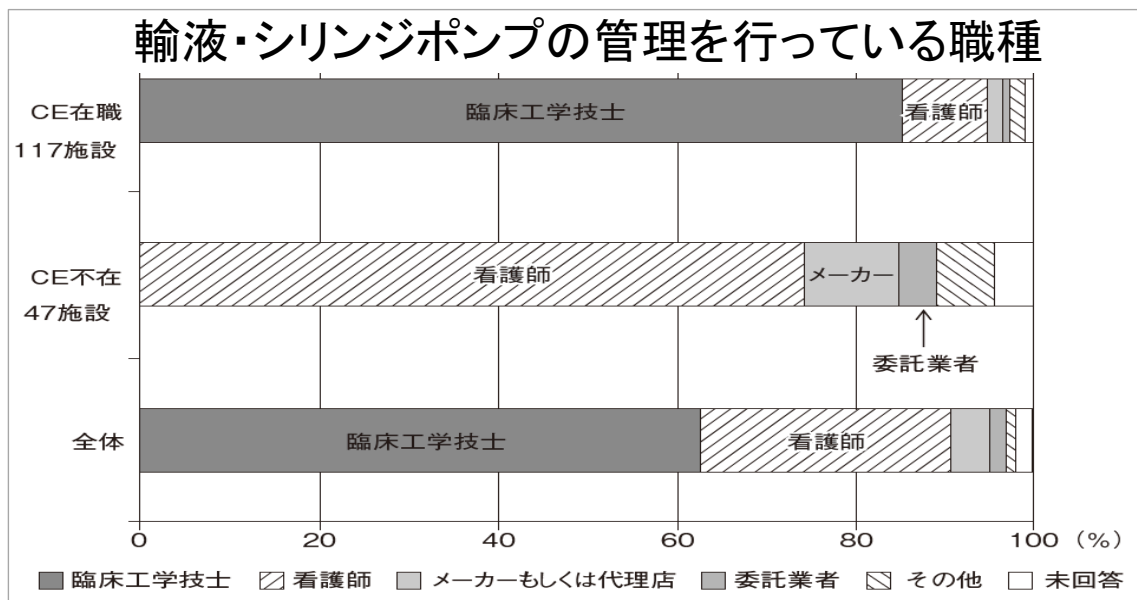 輸液・シリンジポンプの管理を行っている職種
CE在職
117施設
臨床工学技士
看護師
CE不在
47施設
看護師
メーカー
委託業者
全体
臨床工学技士
看護師
0 20 40 60 80 100 (%)
臨床工学技士 看護師 メーカーもしくは代理店 委託業者 その他 未回答